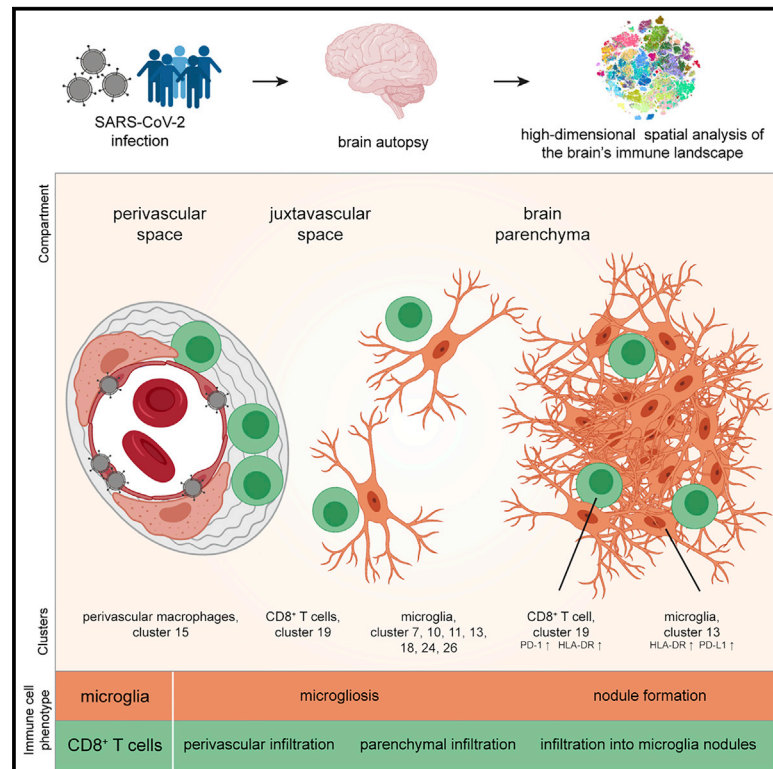 SARS-CoV-2
infection
brain autopsy
high-dimensional spatial analysis of
the brain's immune landscape
Compartment
perivascular
space
juxtavascular
space
brain
parenchyma
Clusters
perivascular macrophages,
cluster 15
CD8⁺ T cells,
cluster 19
microglia,
cluster 7, 10, 11, 13,
18, 24, 26
CD8⁺ T cell,
cluster 19
PD-1 ↑ HLA-DR ↑
microglia,
cluster 13
HLA-DR ↑ PD-L1 ↑
Immune cell
phenotype
microglia
microgliosis
nodule formation
CD8⁺ T cells
perivascular infiltration
parenchymal infiltration
infiltration into microglia nodules